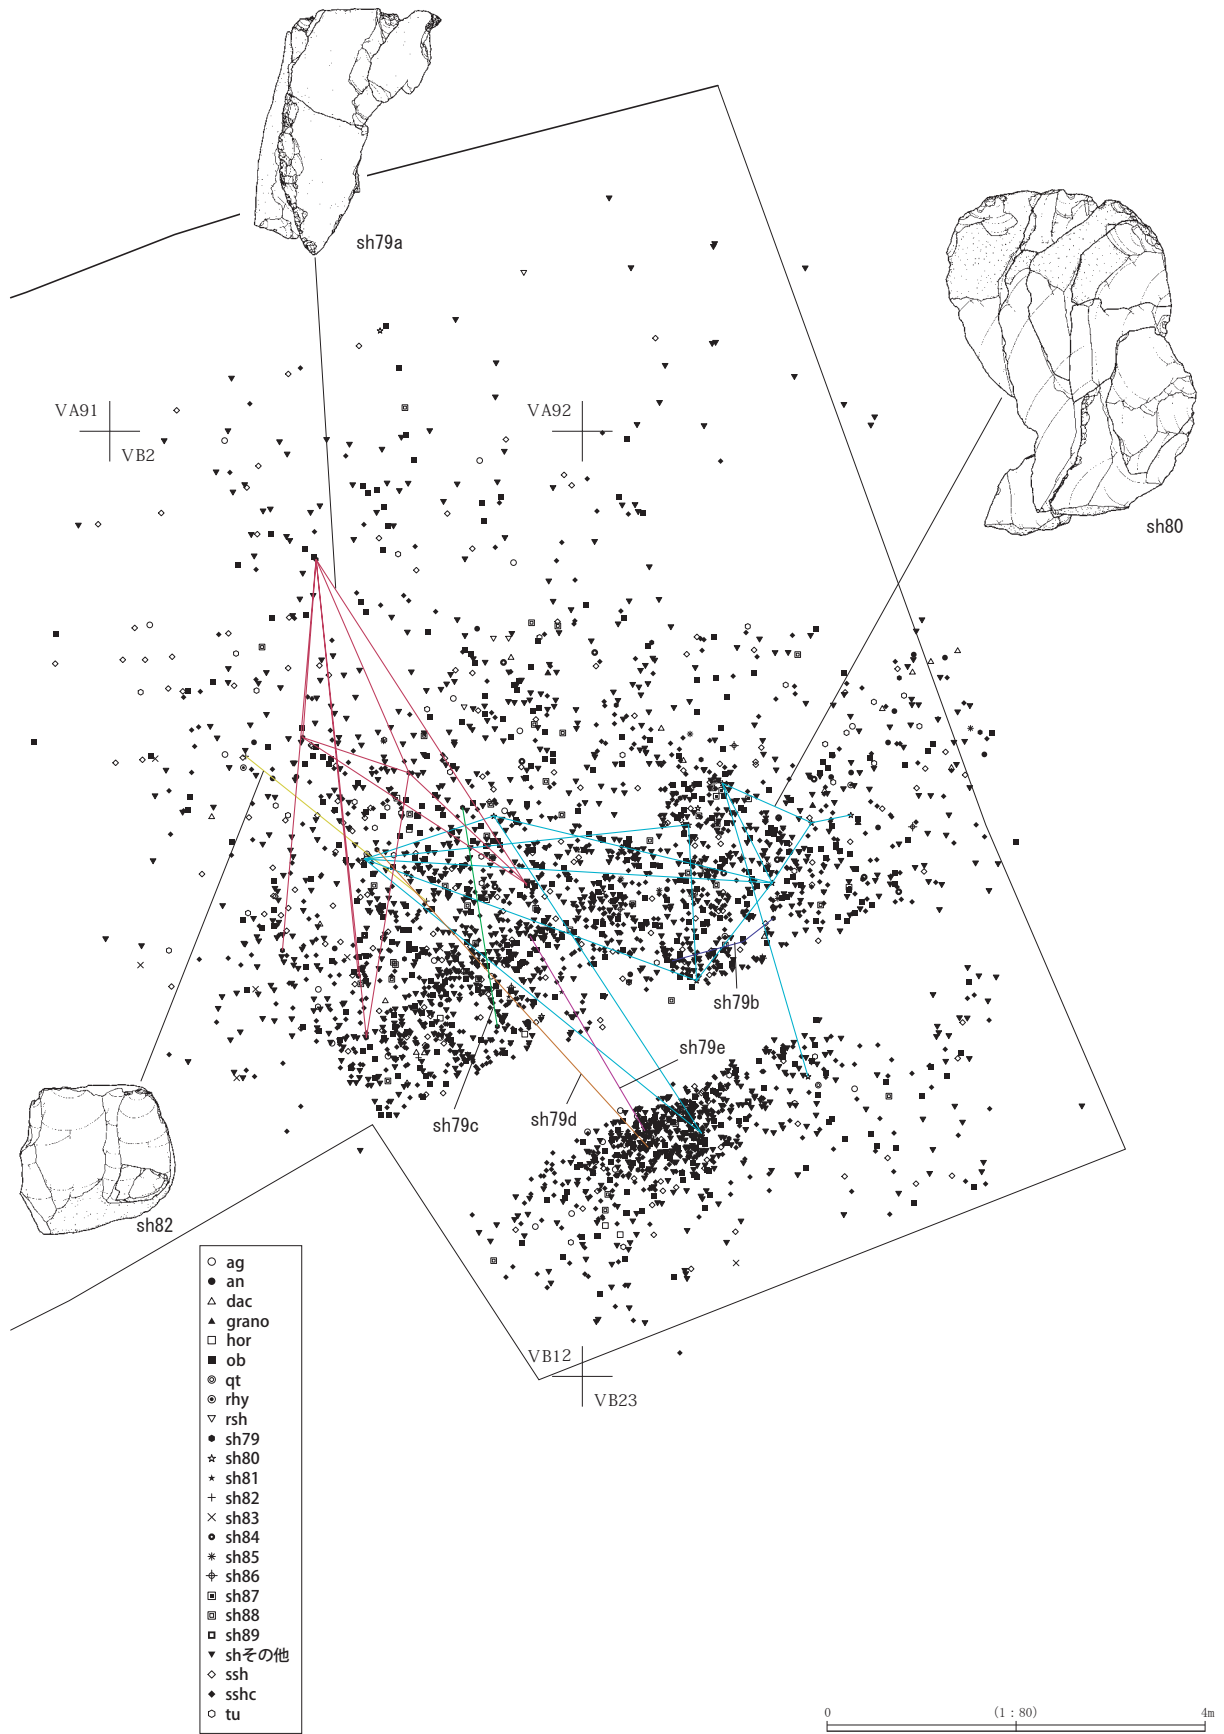 sh79a
sh80
VA91
VB2
VA92
sh79b
sh79e
sh79c
sh79d
sh82
VB12
VB23
ag
an
dac
grano
hor
ob
qt
rhy
rsh
sh79
sh80
sh81
sh82
sh83
sh84
sh85
sh86
sh87
sh88
sh89
shその他
ssh
sshc
tu
0 (1 : 80) 4m